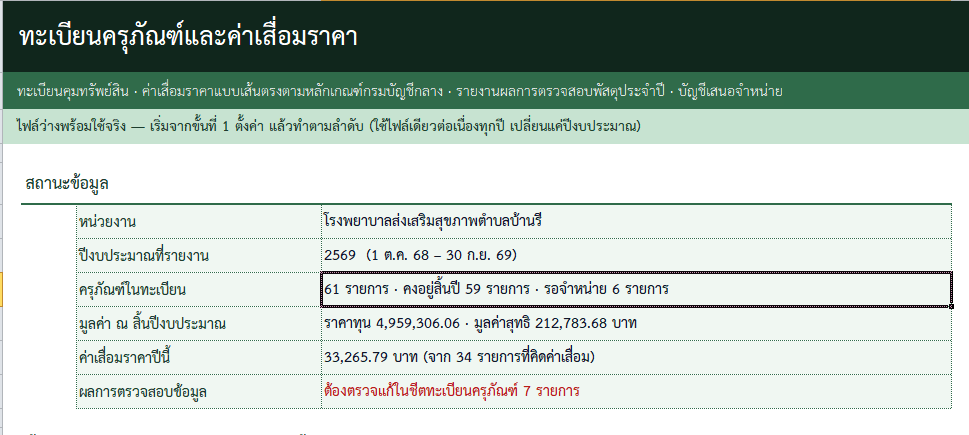 ทะเบียนครุภัณฑ์และค่าเสื่อมราคา
ทะเบียนคุมทรัพย์สิน · ค่าเสื่อมราคาแบบเส้นตรงตามหลักเกณฑ์กรมบัญชีกลาง · รายงานผลการตรวจสอบพัสดุประจำปี · บัญชีเสนอจำหน่าย
ไฟล์ว่างพร้อมใช้จริง — เริ่มจากขั้นที่ 1 ตั้งค่า แล้วทำตามลำดับ (ใช้ไฟล์เดียวต่อเนื่องทุกปี เปลี่ยนแค่ปีงบประมาณ)
สถานะข้อมูล
หน่วยงาน โรงพยาบาลส่งเสริมสุขภาพตำบลบ้านรี
ปีงบประมาณที่รายงาน 2569 (1 ต.ค. 68 – 30 ก.ย. 69)
ครุภัณฑ์ในทะเบียน 61 รายการ · คงอยู่สิ้นปี 59 รายการ · รอจำหน่าย 6 รายการ
มูลค่า ณ สิ้นปีงบประมาณ ราคาทุน 4,959,306.06 · มูลค่าสุทธิ 212,783.68 บาท
ค่าเสื่อมราคาปีนี้ 33,265.79 บาท (จาก 34 รายการที่คิดค่าเสื่อม)
ผลการตรวจสอบข้อมูล ต้องตรวจแก้ในชีตทะเบียนครุภัณฑ์ 7 รายการ